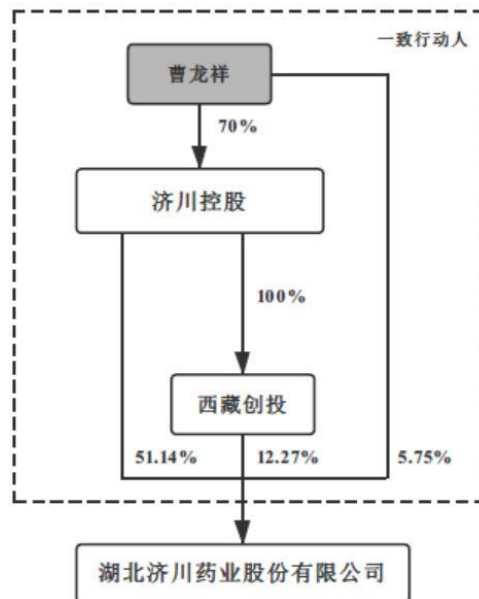 一致行动人
曹龙祥
70%
济川控股
100%
西藏创投
51.14% 12.27% 5.75%
湖北济川药业股份有限公司